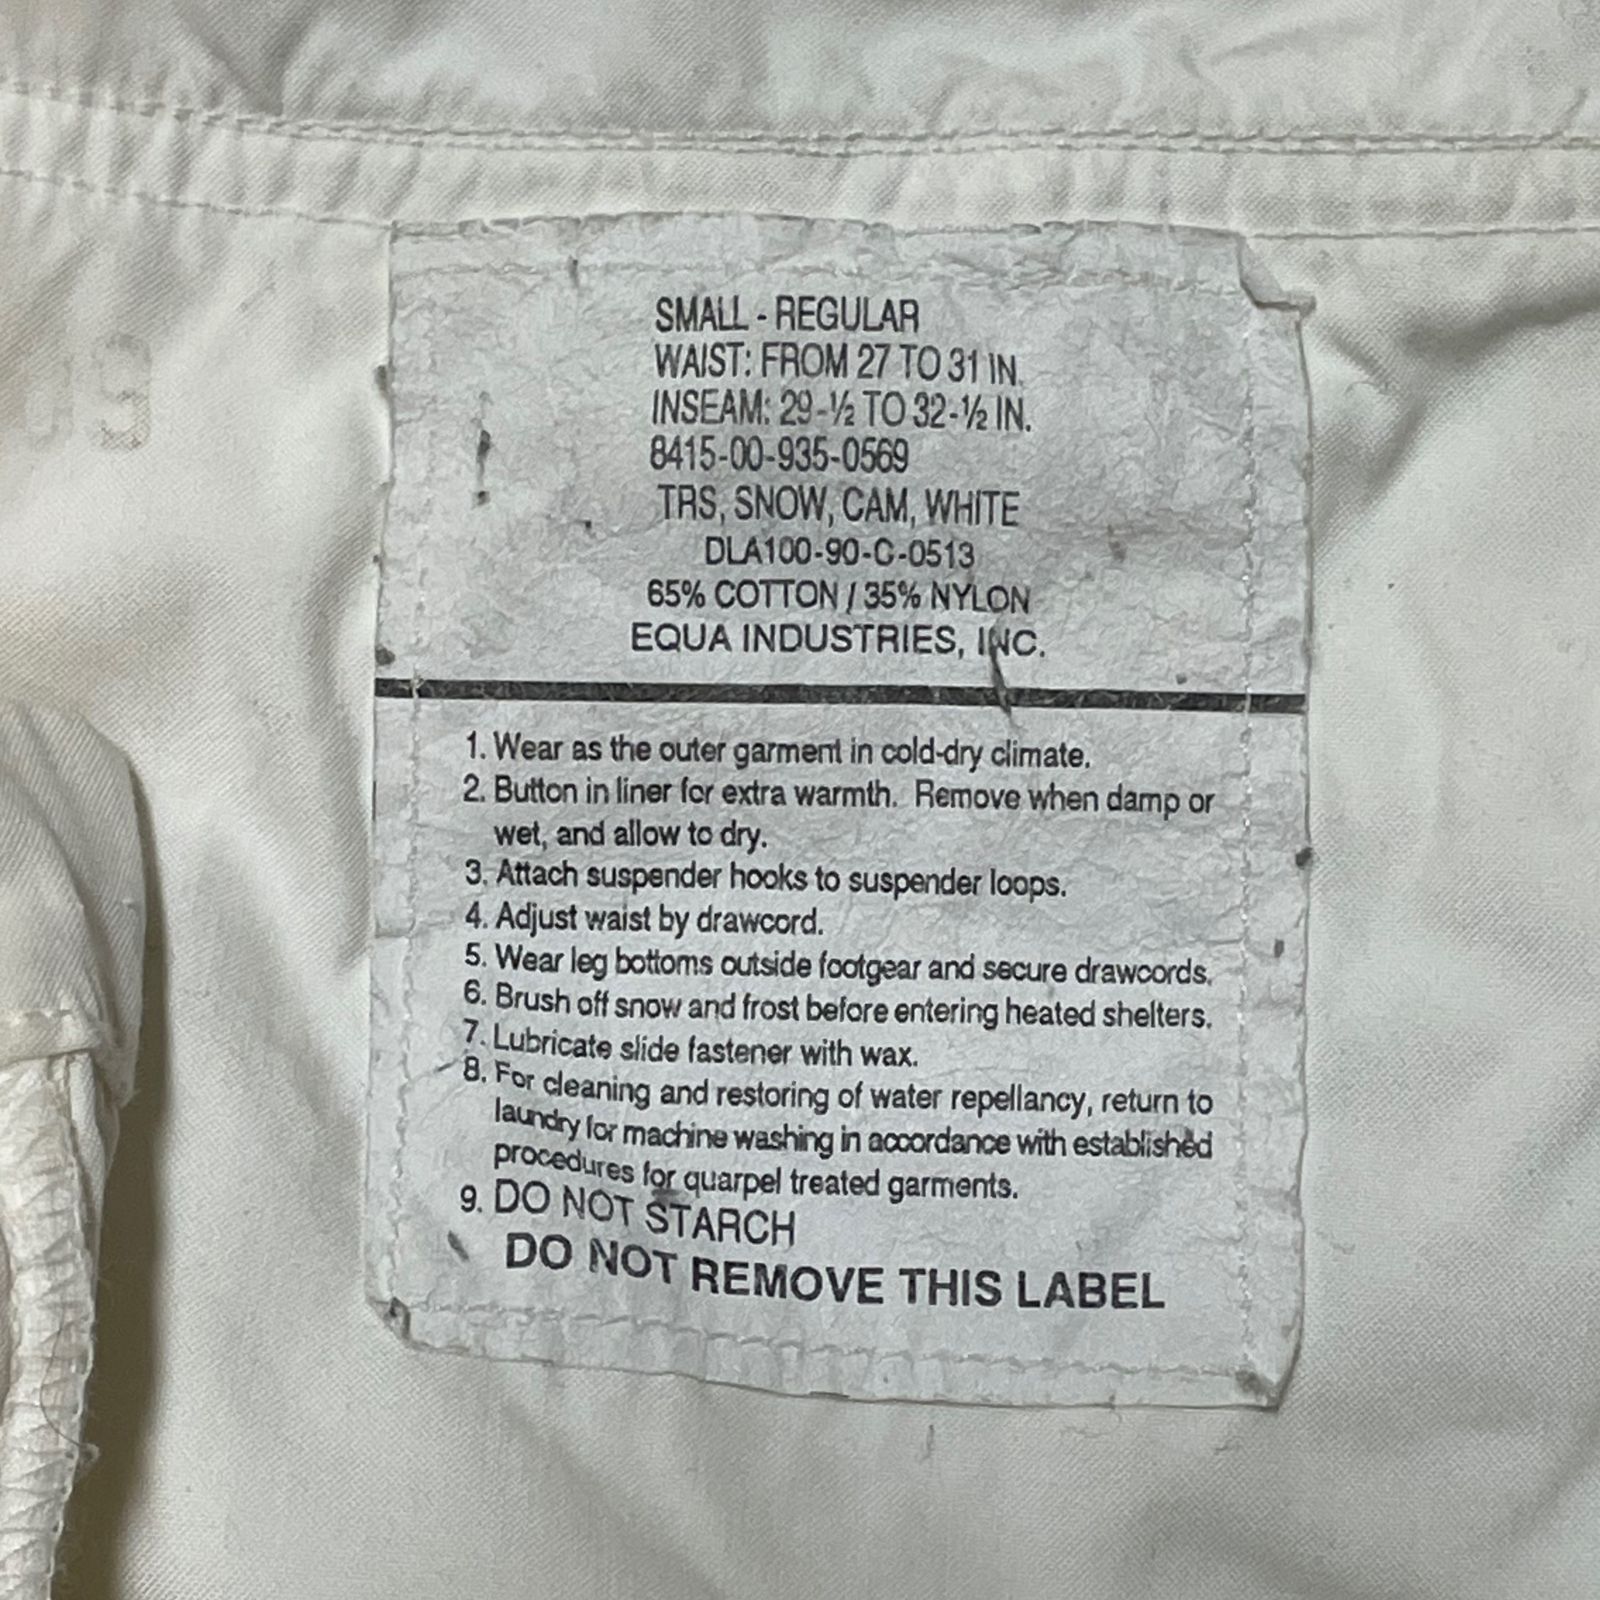 SMALL - REGULAR
WAIST: FROM 27 TO 31 IN.
INSEAM: 29-½ TO 32-½ IN.
8415-00-935-0569
TRS, SNOW, CAM, WHITE
DLA100-90-C-0513
65% COTTON / 35% NYLON
EQUA INDUSTRIES, INC.
1. Wear as the outer garment in cold-dry climate.
2. Button in liner for extra warmth. Remove when damp or
wet, and allow to dry.
3. Attach suspender hooks to suspender loops.
4. Adjust waist by drawcord.
5. Wear leg bottoms outside footgear and secure drawcords.
6. Brush off snow and frost before entering heated shelters.
7. Lubricate slide fastener with wax.
8. For cleaning and restoring of water repellancy, return to
laundry for machine washing in accordance with established
procedures for quarpel treated garments.
9. DO NOT STARCH
DO NOT REMOVE THIS LABEL